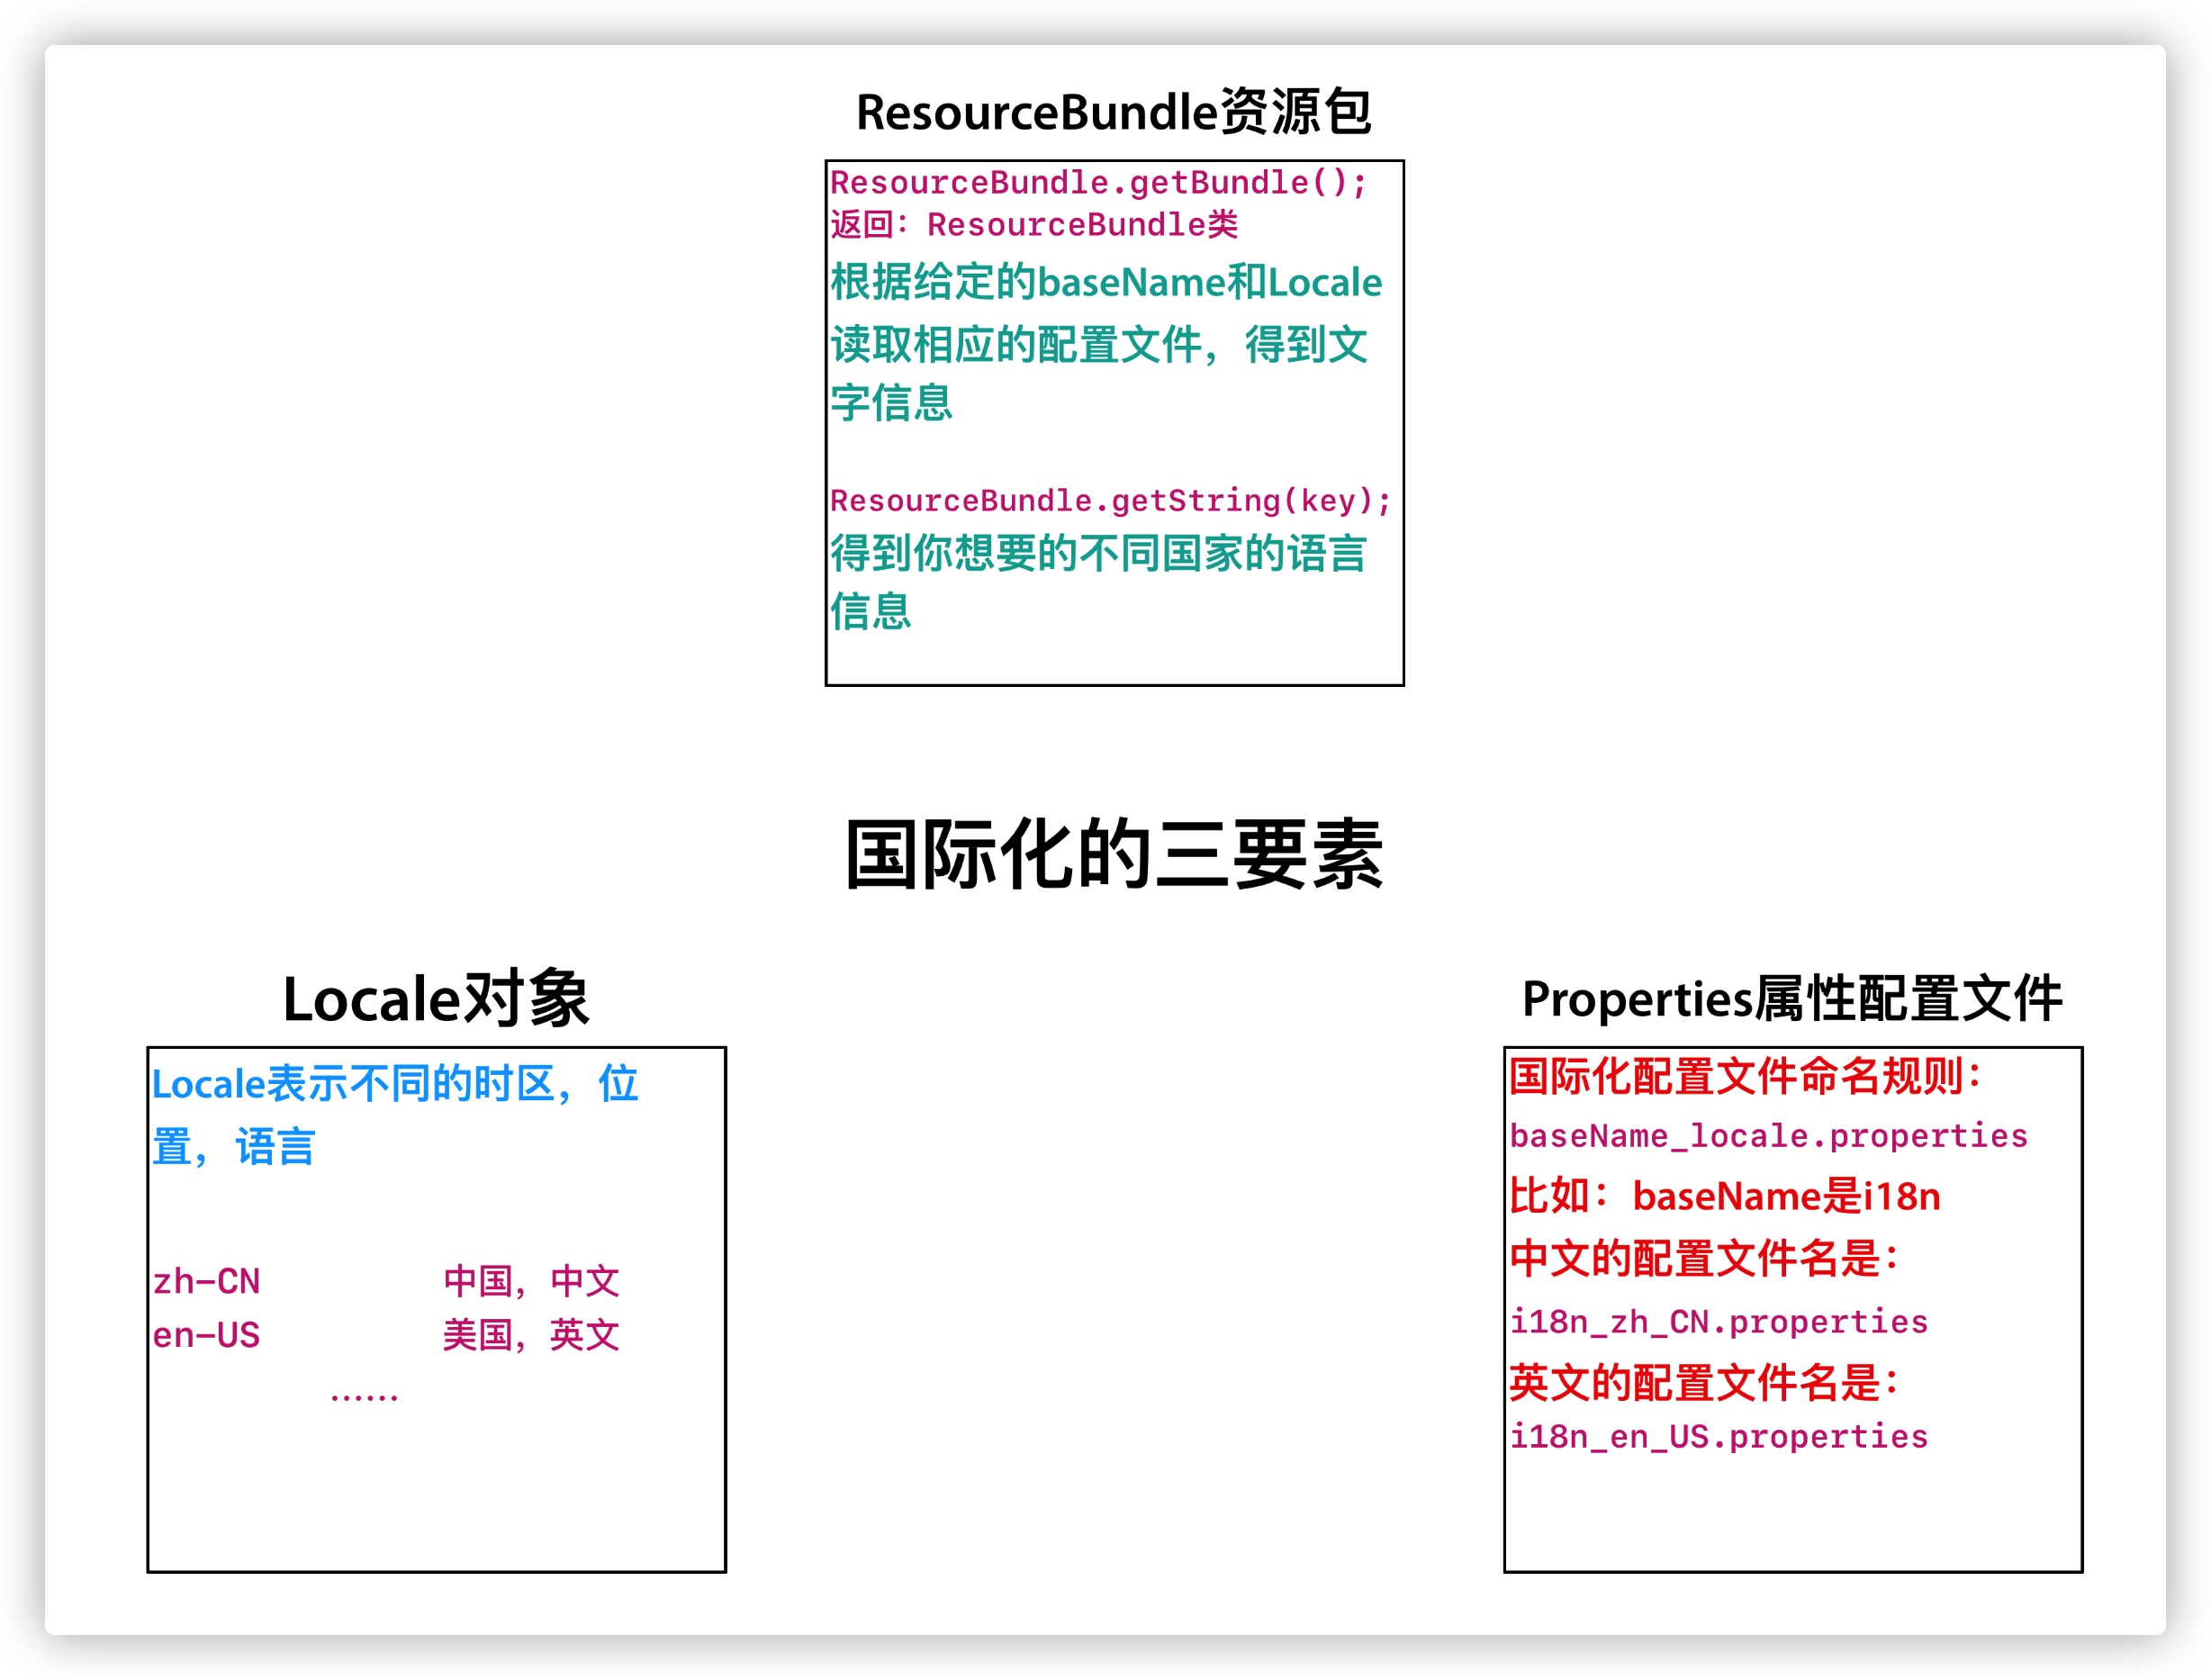 ResourceBundle资源包
ResourceBundle.getBundle();
返回：ResourceBundle类
根据给定的baseName和Locale
读取相应的配置文件，得到文
字信息
ResourceBundle.getString(key);
得到你想要的不同国家的语言
信息
国际化的三要素
Locale对象
Locale表示不同的时区，位
置，语言
zh-CN 中国，中文
en-US 美国，英文
......
Properties属性配置文件
国际化配置文件命名规则：
baseName_locale.properties
比如：baseName是i18n
中文的配置文件名是：
i18n_zh_CN.properties
英文的配置文件名是：
i18n_en_US.properties